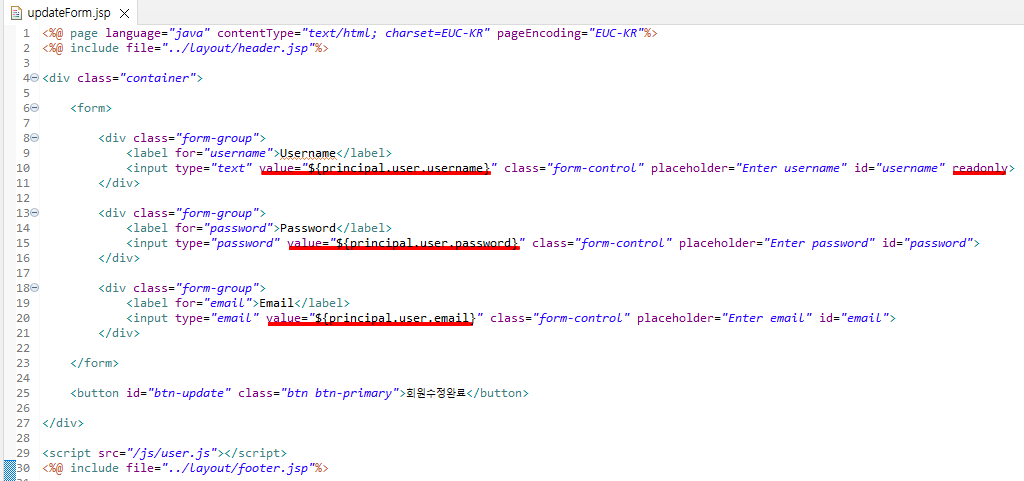 updateForm.jsp
1 <%@ page language="java" contentType="text/html; charset=EUC-KR" pageEncoding="EUC-KR"%>
2 <%@ include file="../layout/header.jsp"%>
3
4 <div class="container">
5
6 <form>
7
8 <div class="form-group">
9 <label for="username">Username</label>
10 <input type="text" value="${principal.user.username}" class="form-control" placeholder="Enter username" id="username" readonly>
11 </div>
12
13 <div class="form-group">
14 <label for="password">Password</label>
15 <input type="password" value="${principal.user.password}" class="form-control" placeholder="Enter password" id="password">
16 </div>
17
18 <div class="form-group">
19 <label for="email">Email</label>
20 <input type="email" value="${principal.user.email}" class="form-control" placeholder="Enter email" id="email">
21 </div>
22
23 </form>
24
25 <button id="btn-update" class="btn btn-primary">회원수정완료</button>
26
27 </div>
28
29 <script src="/js/user.js"></script>
30 <%@ include file="../layout/footer.jsp"%>